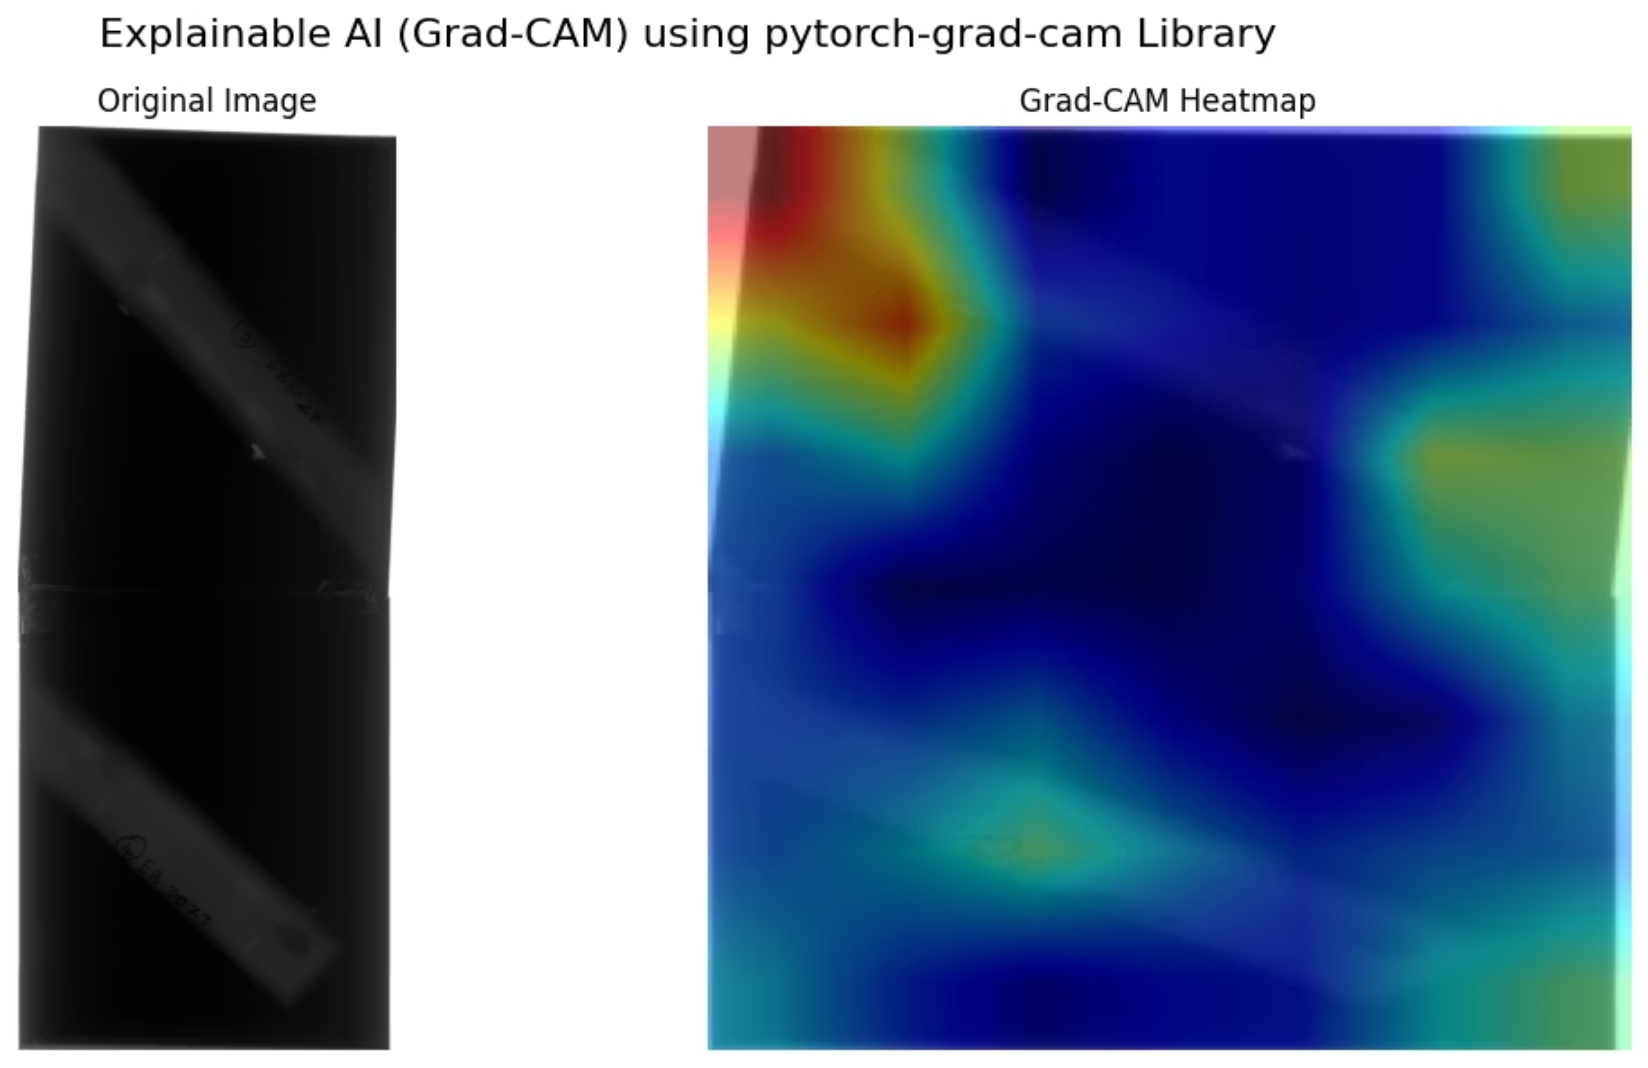 Explainable AI (Grad-CAM) using pytorch-grad-cam Library
Original Image
Grad-CAM Heatmap